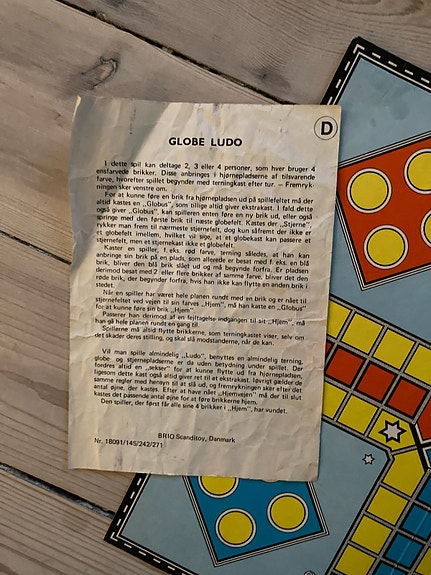 D
GLOBE LUDO
I dette spil kan deltage 2, 3 eller 4 personer, som hver bruger 4
ensfarvede brikker. Disse anbringes i hjørnepladserne af tilsvarende
farve, hvorefter spillet begynder med terningkast efter tur. — Fremryk-
ningen sker venstre om.
For at kunne føre en brik fra hjørnepladsen ud på spillefeltet må der
altid kastes en „Globus", som tillige altid giver ekstrakast. I fald dette
også giver „Globus", kan spilleren enten føre en ny brik ud, eller også
springe med den første brik til næste globefelt. Kastes der „Stjerne",
rykker man frem til nærmeste stjernefelt, dog kun såfremt der ikke er
et globefelt imellem, hvilket vil sige, at et globekast kan passere et
stjernefelt, men et stjernekast ikke et globefelt.
Kaster en spiller, f.eks. rød farve, terning således, at han kan
anbringe sin brik på en plads, som allerede er besat med f. eks. en blå
brik, bliver den blå brik slået ud og må begynde forfra. Er pladsen
derimod besat med 2 eller flere brikker af samme farve, bliver det den
røde brik, der begynder forfra, hvis han ikke kan flytte en anden brik i
stedet.
Når en spiller har været hele planen rundt med en brik og er nået til
stjernefeltet ved vejen til sin farves „Hjem", må han kaste en „Globus"
for at kunne føre sin brik „Hjem".
Passerer han derimod af en fejltagelse indgangen til sit „Hjem", må
han gå hele planen rundt en gang til.
Spillerne må altid flytte brikkerne, som terningkastet viser, selv om
det skader deres stilling, og skal slå modstanderne, når de kan.
Vil man spille almindelig „Ludo", benyttes en almindelig terning,
globe og stjernepladserne er da uden betydning under spillet. Der
fordres altid en „sekser" for at kunne flytte ud fra hjørnepladsen,
ligesom dette kast også altid giver ret til et ekstrakast. Iøvrigt gælder de
samme regler med hensyn til at slå ud, og fremrykningen sker efter det
antal øjne, der kastes. Efter at have nået „Hjemvejen" må der til slut
kastes det passende antal øjne for at føre brikkerne hjem.
Den spiller, der først får alle sine 4 brikker i „Hjem", har vundet.
BRIO Scanditoy, Danmark
Nr. 18091/145/242/271